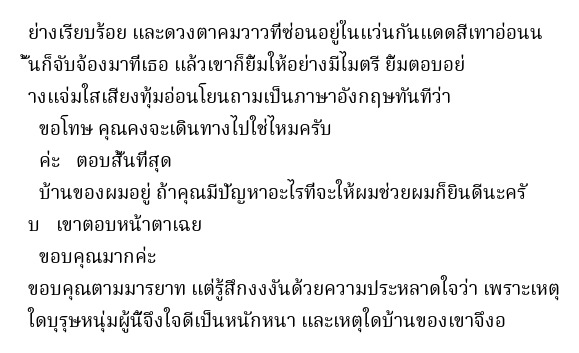 ย่างเรียบร้อย และดวงตาคมวาวที่ซ่อนอยู่ในแว่นกันแดดสีเทาอ่อนน
ั้นก็จับจ้องมาที่เธอ แล้วเขาก็ยิ้มให้อย่างมีไมตรี ยิ้มตอบอย่
างแจ่มใสเสียงทุ้มอ่อนโยนถามเป็นภาษาอังกฤษทันทีว่า
ขอโทษ คุณคงจะเดินทางไปใช่ไหมครับ
ค่ะ ตอบสั้นที่สุด
บ้านของผมอยู่ ถ้าคุณมีปัญหาอะไรที่จะให้ผมช่วยผมก็ยินดีนะครั
บ เขาตอบหน้าตาเฉย
ขอบคุณมากค่ะ
ขอบคุณตามมารยาท แต่รู้สึกงงงันด้วยความประหลาดใจว่า เพราะเหตุ
ใดบุรุษหนุ่มผู้นี้จึงใจดีเป็นหนักหนา และเหตุใดบ้านของเขาจึงอ